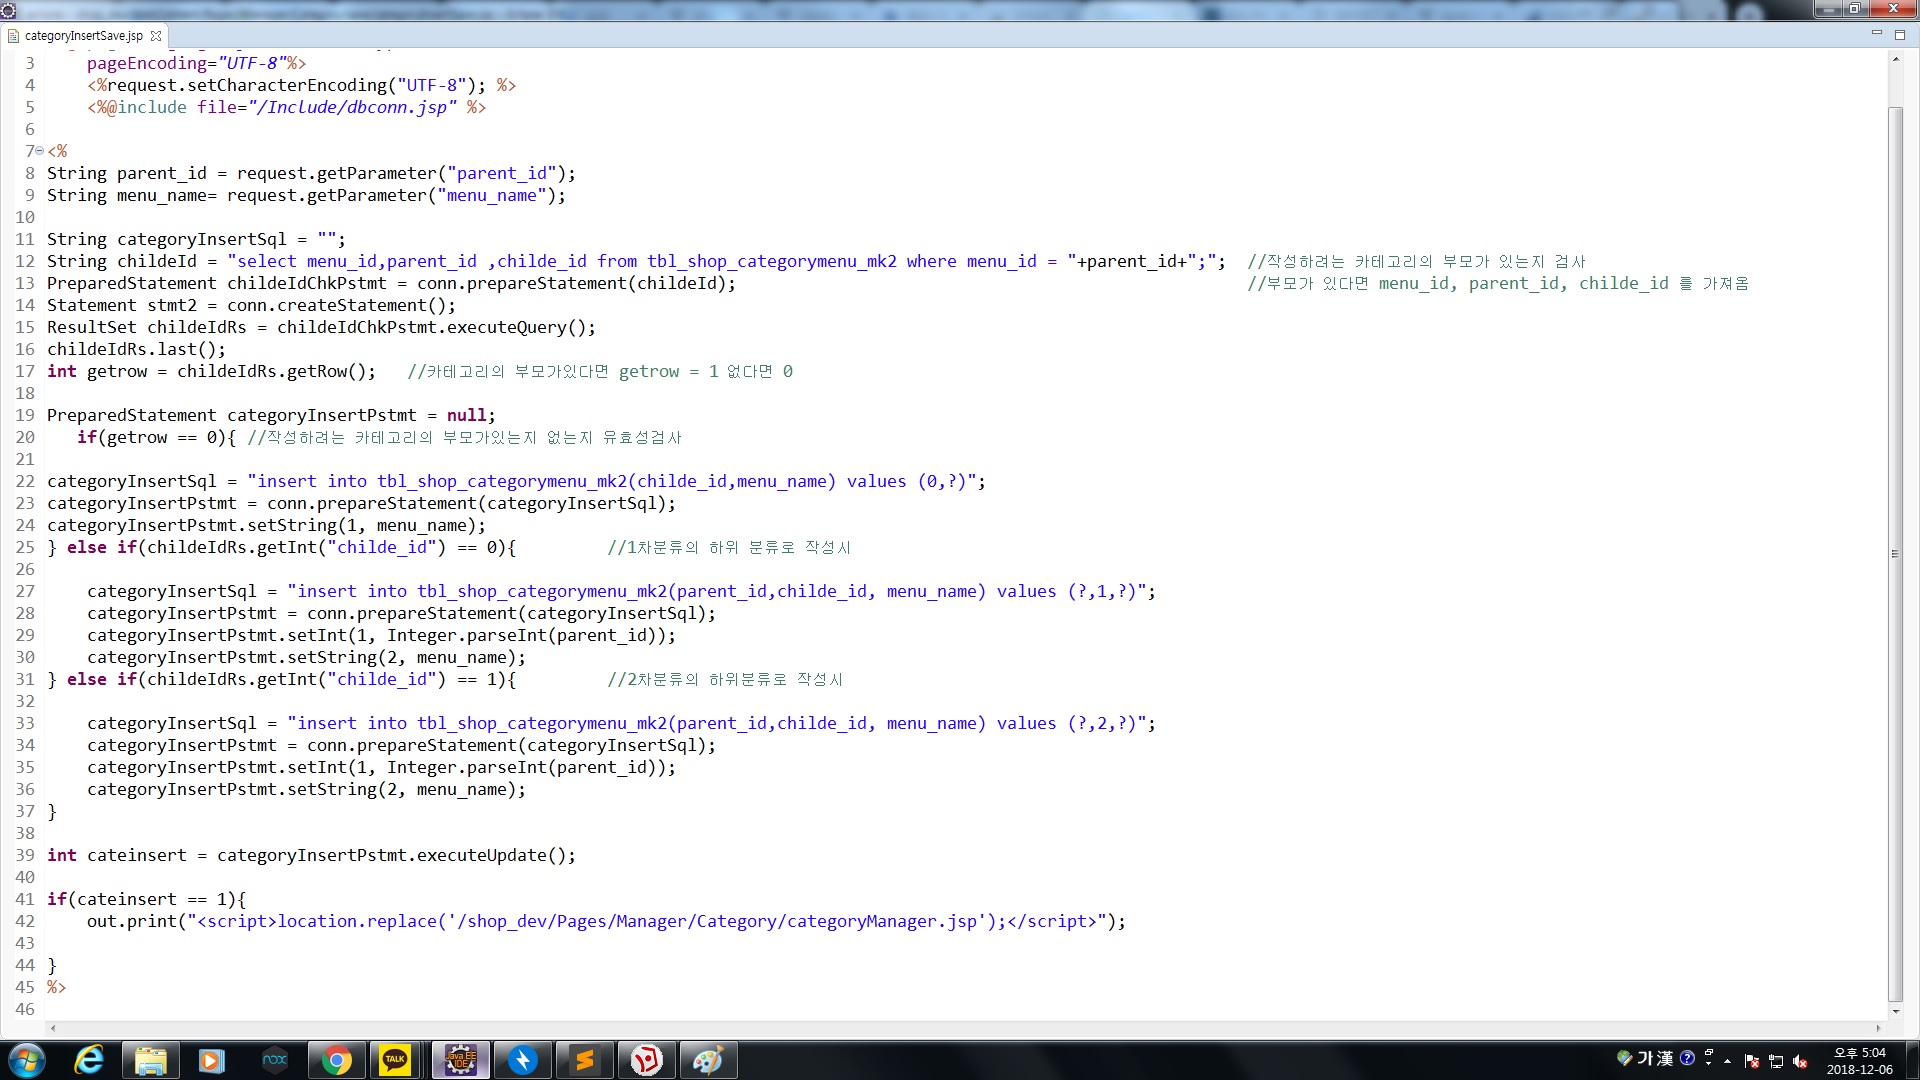 categoryInsertSave.jsp
3 pageEncoding="UTF-8"%>
4 <%request.setCharacterEncoding("UTF-8"); %>
5 <%@include file="/Include/dbconn.jsp" %>
6
7 <%
8 String parent_id = request.getParameter("parent_id");
9 String menu_name= request.getParameter("menu_name");
10
11 String categoryInsertSql = "";
12 String childeId = "select menu_id,parent_id ,childe_id from tbl_shop_categorymenu_mk2 where menu_id = "+parent_id+";"; //작성하려는 카테고리의 부모가 있는지 검사
13 PreparedStatement childeIdChkPstmt = conn.prepareStatement(childeId); //부모가 있다면 menu_id, parent_id, childe_id 를 가져옴
14 Statement stmt2 = conn.createStatement();
15 ResultSet childeIdRs = childeIdChkPstmt.executeQuery();
16 childeIdRs.last();
17 int getrow = childeIdRs.getRow(); //카테고리의 부모가있다면 getrow = 1 없다면 0
18
19 PreparedStatement categoryInsertPstmt = null;
20 if(getrow == 0){ //작성하려는 카테고리의 부모가있는지 없는지 유효성검사
21
22 categoryInsertSql = "insert into tbl_shop_categorymenu_mk2(childe_id,menu_name) values (0,?)";
23 categoryInsertPstmt = conn.prepareStatement(categoryInsertSql);
24 categoryInsertPstmt.setString(1, menu_name);
25 } else if(childeIdRs.getInt("childe_id") == 0){ //1차분류의 하위 분류로 작성시
26
27 categoryInsertSql = "insert into tbl_shop_categorymenu_mk2(parent_id,childe_id, menu_name) values (?,1,?)";
28 categoryInsertPstmt = conn.prepareStatement(categoryInsertSql);
29 categoryInsertPstmt.setInt(1, Integer.parseInt(parent_id));
30 categoryInsertPstmt.setString(2, menu_name);
31 } else if(childeIdRs.getInt("childe_id") == 1){ //2차분류의 하위분류로 작성시
32
33 categoryInsertSql = "insert into tbl_shop_categorymenu_mk2(parent_id,childe_id, menu_name) values (?,2,?)";
34 categoryInsertPstmt = conn.prepareStatement(categoryInsertSql);
35 categoryInsertPstmt.setInt(1, Integer.parseInt(parent_id));
36 categoryInsertPstmt.setString(2, menu_name);
37 }
38
39 int cateinsert = categoryInsertPstmt.executeUpdate();
40
41 if(cateinsert == 1){
42 out.print("<script>location.replace('/shop_dev/Pages/Manager/Category/categoryManager.jsp');</script>");
43
44 }
45 %>
46
nox
TALK
Java EE
IDE
가 漢
오후 5:04
2018-12-06